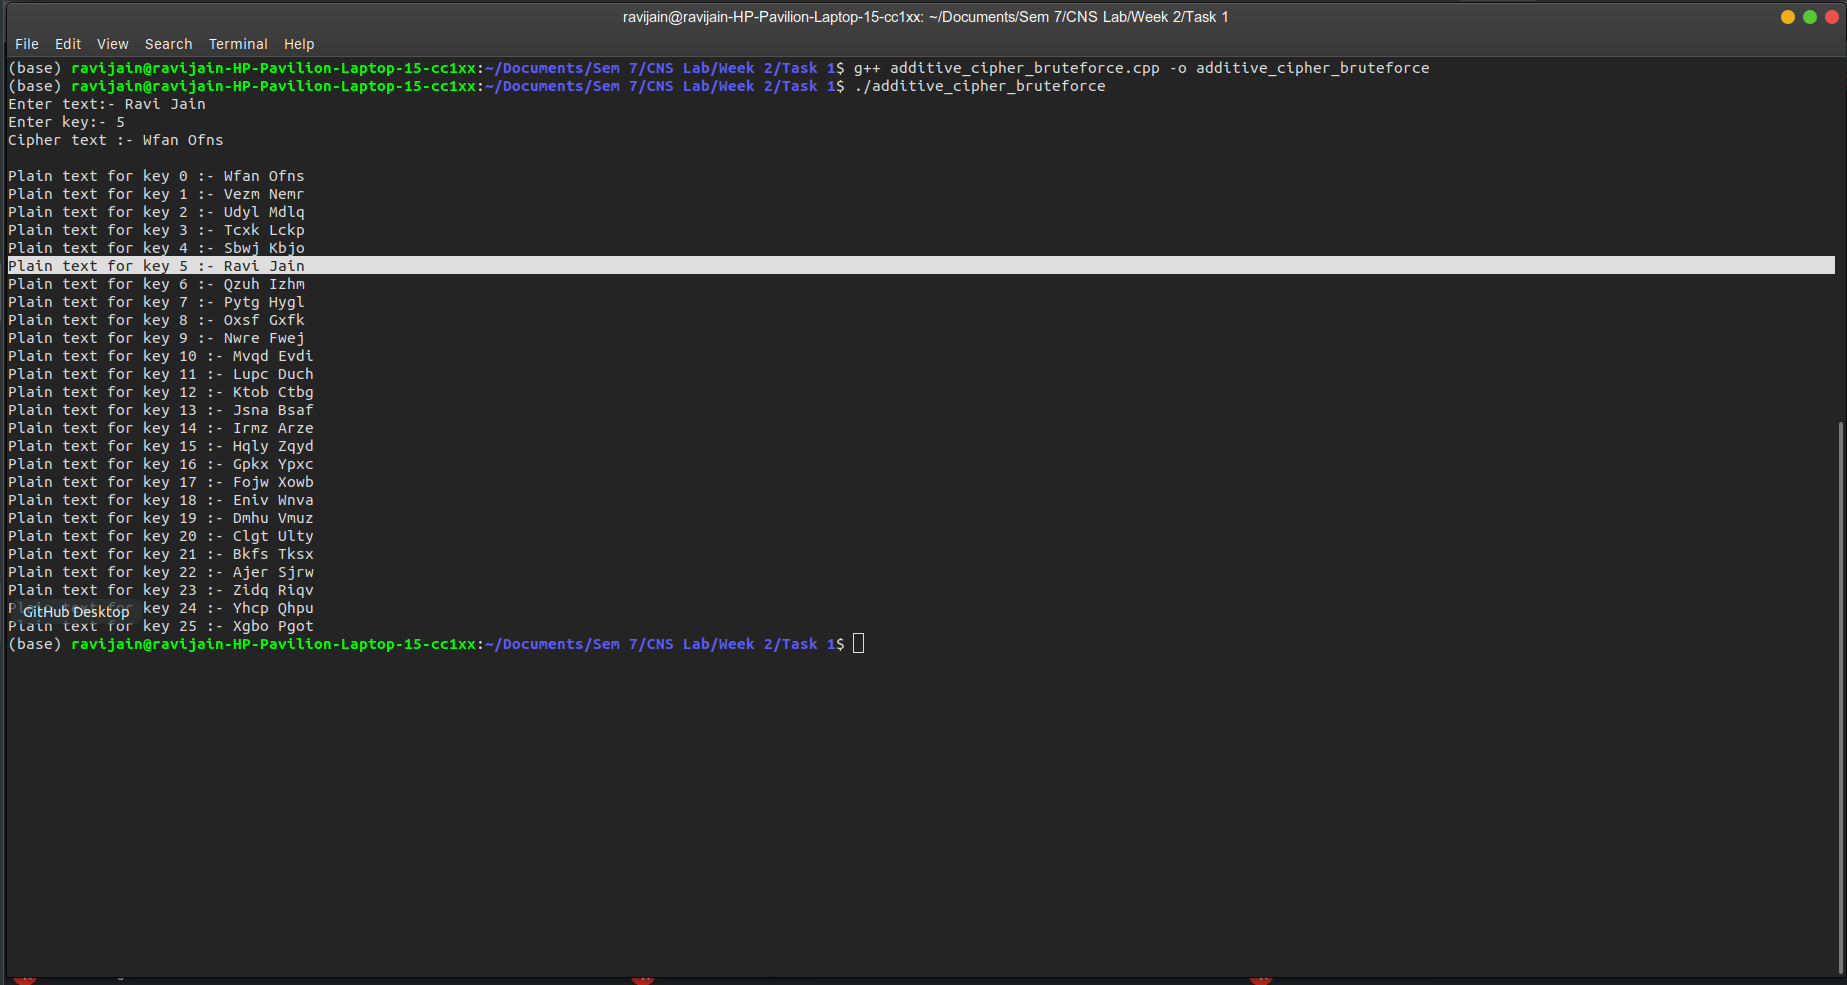 ravijain@ravijain-HP-Pavilion-Laptop-15-cc1xx: ~/Documents/Sem 7/CNS Lab/Week 2/Task 1
File Edit View Search Terminal Help
(base) ravijain@ravijain-HP-Pavilion-Laptop-15-cc1xx:~/Documents/Sem 7/CNS Lab/Week 2/Task 1$ g++ additive_cipher_bruteforce.cpp -o additive_cipher_bruteforce
(base) ravijain@ravijain-HP-Pavilion-Laptop-15-cc1xx:~/Documents/Sem 7/CNS Lab/Week 2/Task 1$ ./additive_cipher_bruteforce
Enter text:- Ravi Jain
Enter key:- 5
Cipher text :- Wfan Ofns
Plain text for key 0 :- Wfan Ofns
Plain text for key 1 :- Vezm Nemr
Plain text for key 2 :- Udyl Mdlq
Plain text for key 3 :- Tcxk Lckp
Plain text for key 4 :- Sbwj Kbjo
Plain text for key 5 :- Ravi Jain
Plain text for key 6 :- Qzuh Izhm
Plain text for key 7 :- Pytg Hygl
Plain text for key 8 :- Oxsf Gxfk
Plain text for key 9 :- Nwre Fwej
Plain text for key 10 :- Mvqd Evdi
Plain text for key 11 :- Lupc Duch
Plain text for key 12 :- Ktob Ctbg
Plain text for key 13 :- Jsna Bsaf
Plain text for key 14 :- Irmz Arze
Plain text for key 15 :- Hqly Zqyd
Plain text for key 16 :- Gpkx Ypxc
Plain text for key 17 :- Fojw Xowb
Plain text for key 18 :- Eniv Wnva
Plain text for key 19 :- Dmhu Vmuz
Plain text for key 20 :- Clgt Ulty
Plain text for key 21 :- Bkfs Tksx
Plain text for key 22 :- Ajer Sjrw
Plain text for key 23 :- Zidq Riqv
Plain text for key 24 :- Yhcp Qhpu
GitHub Desktop
Plain text for key 25 :- Xgbo Pgot
(base) ravijain@ravijain-HP-Pavilion-Laptop-15-cc1xx:~/Documents/Sem 7/CNS Lab/Week 2/Task 1$